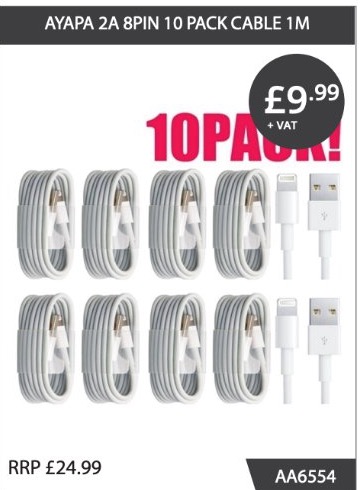 AYAPA 2A 8PIN 10 PACK CABLE 1M
£9.99
+ VAT
10PACK!
RRP £24.99
AA6554